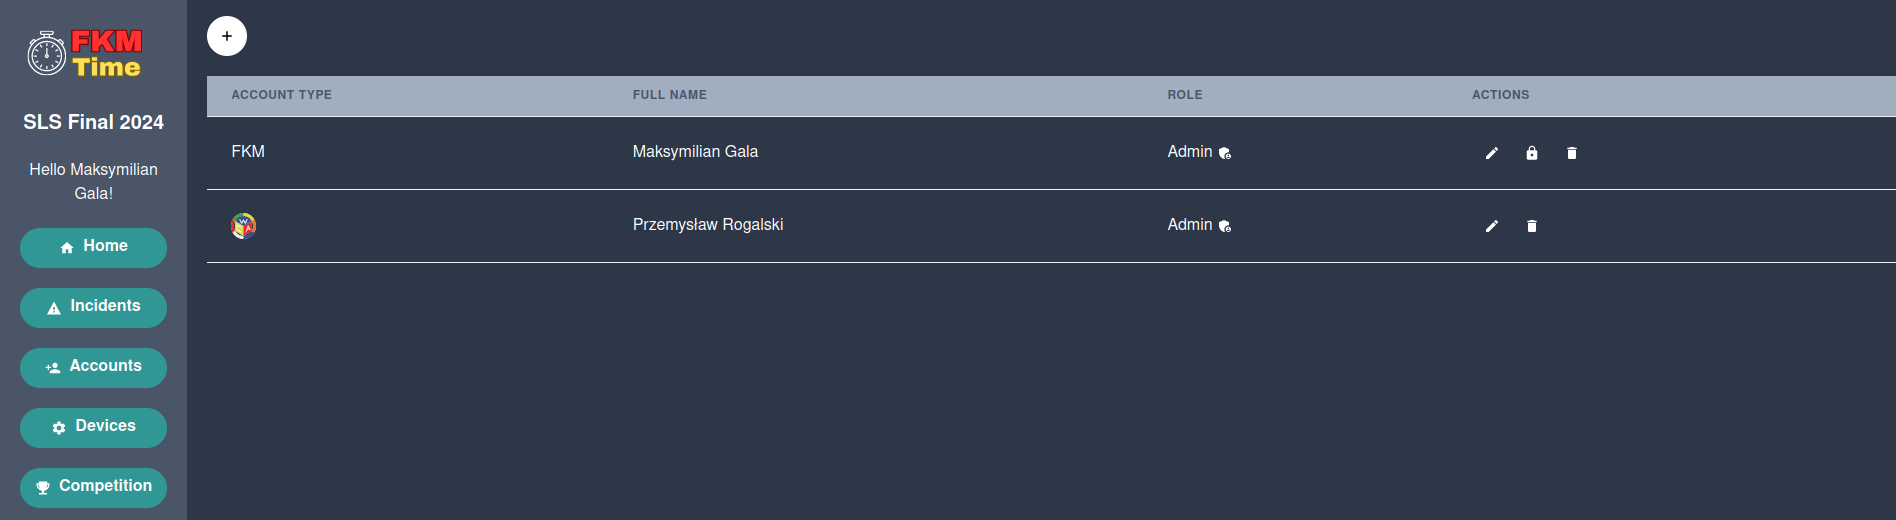 FKM
Time
SLS Final 2024
Hello Maksymilian
Gala!
Home
Incidents
Accounts
Devices
Competition
+
ACCOUNT TYPE FULL NAME ROLE ACTIONS
FKM Maksymilian Gala Admin
Przemysław Rogalski Admin